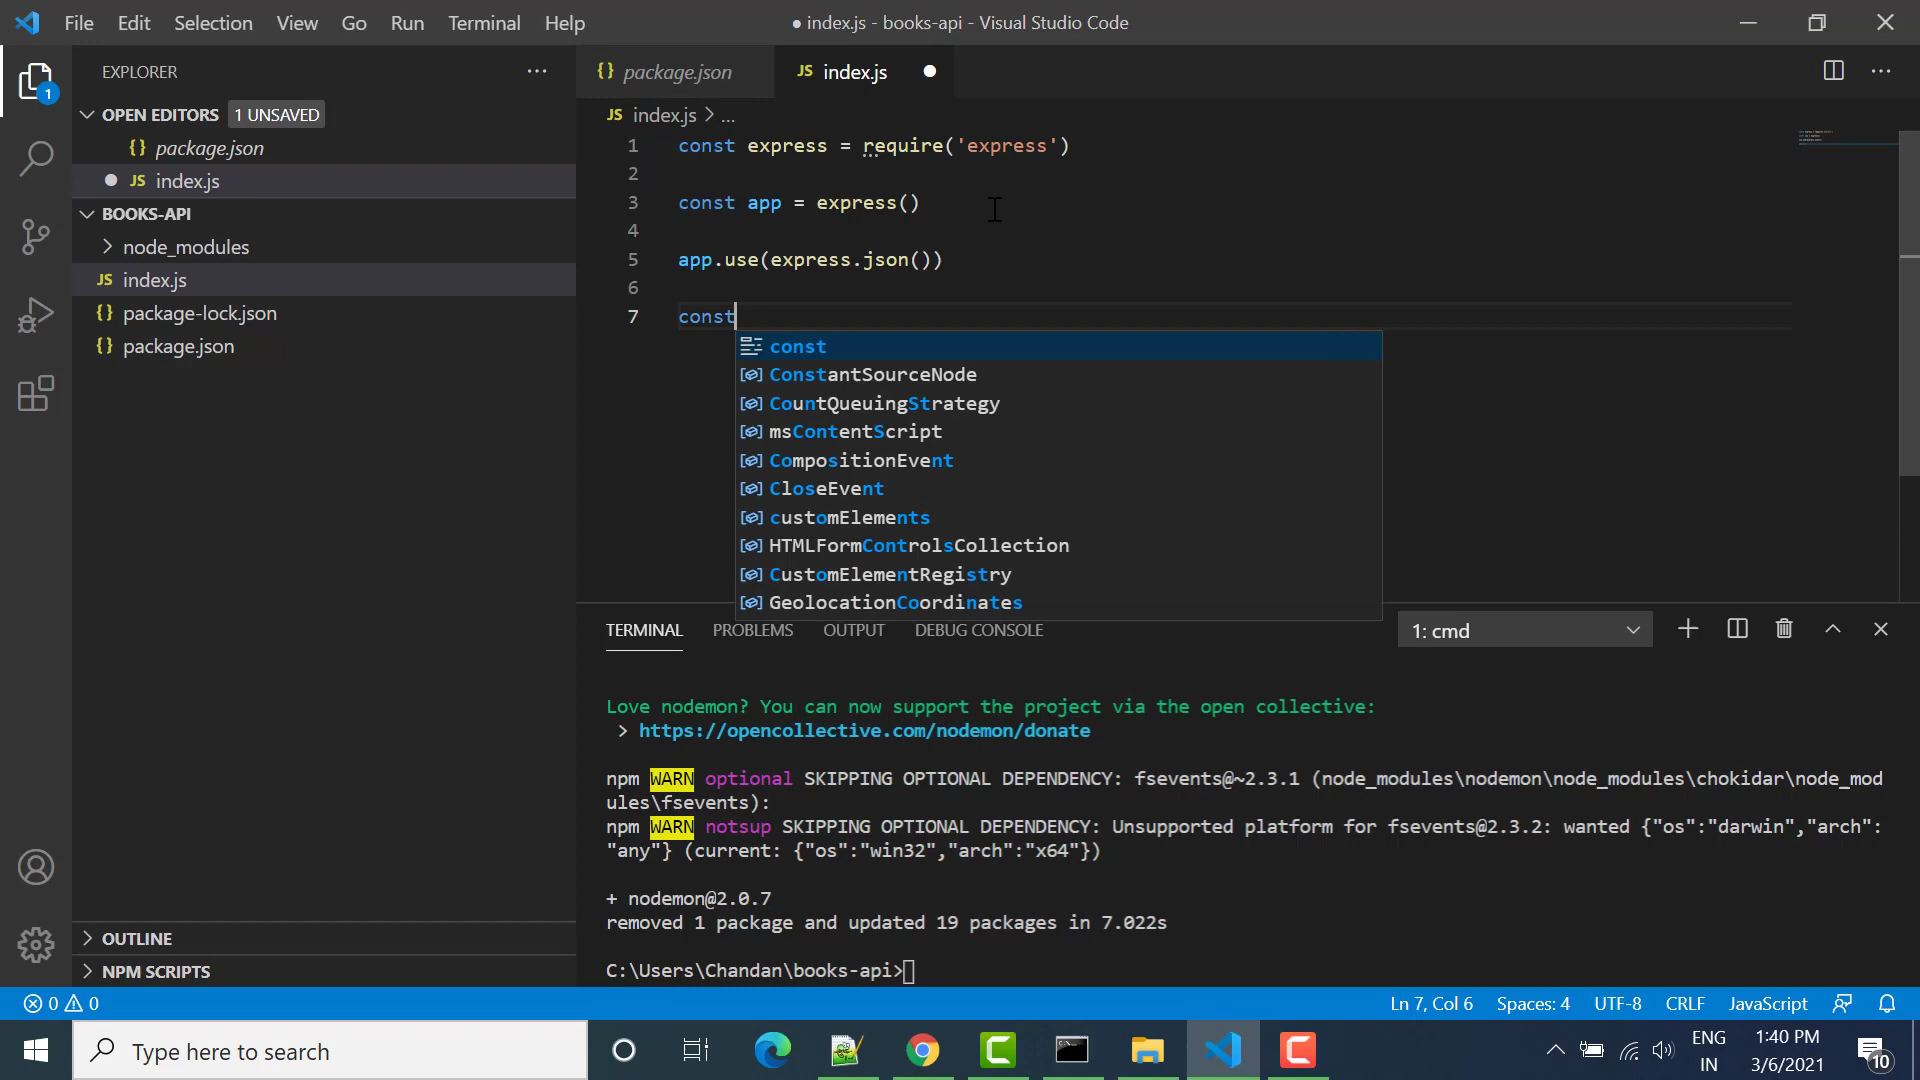 File Edit Selection View Go Run Terminal Help
● index.js - books-api - Visual Studio Code
EXPLORER
OPEN EDITORS 1 UNSAVED
{} package.json
JS index.js
BOOKS-API
node_modules
JS index.js
{} package-lock.json
{} package.json
OUTLINE
NPM SCRIPTS
1
{} package.json JS index.js
JS index.js > ...
1 const express = require('express')
2
3 const app = express()
4
5 app.use(express.json())
6
7 const
const
ConstantSourceNode
CountQueuingStrategy
msContentScript
CompositionEvent
CloseEvent
customElements
HTMLFormControlsCollection
CustomElementRegistry
GeolocationCoordinates
TERMINAL PROBLEMS OUTPUT DEBUG CONSOLE
1: cmd
Love nodemon? You can now support the project via the open collective:
> https://opencollective.com/nodemon/donate
npm WARN optional SKIPPING OPTIONAL DEPENDENCY: fsevents@~2.3.1 (node_modules\nodemon\node_modules\chokidar\node_mod
ules\fsevents):
npm WARN notsup SKIPPING OPTIONAL DEPENDENCY: Unsupported platform for fsevents@2.3.2: wanted {"os":"darwin","arch":
"any"} (current: {"os":"win32","arch":"x64"})
+ nodemon@2.0.7
removed 1 package and updated 19 packages in 7.022s
C:\Users\Chandan\books-api>
0 0
Ln 7, Col 6 Spaces: 4 UTF-8 CRLF JavaScript
Type here to search
ENG
IN
1:40 PM
3/6/2021
10